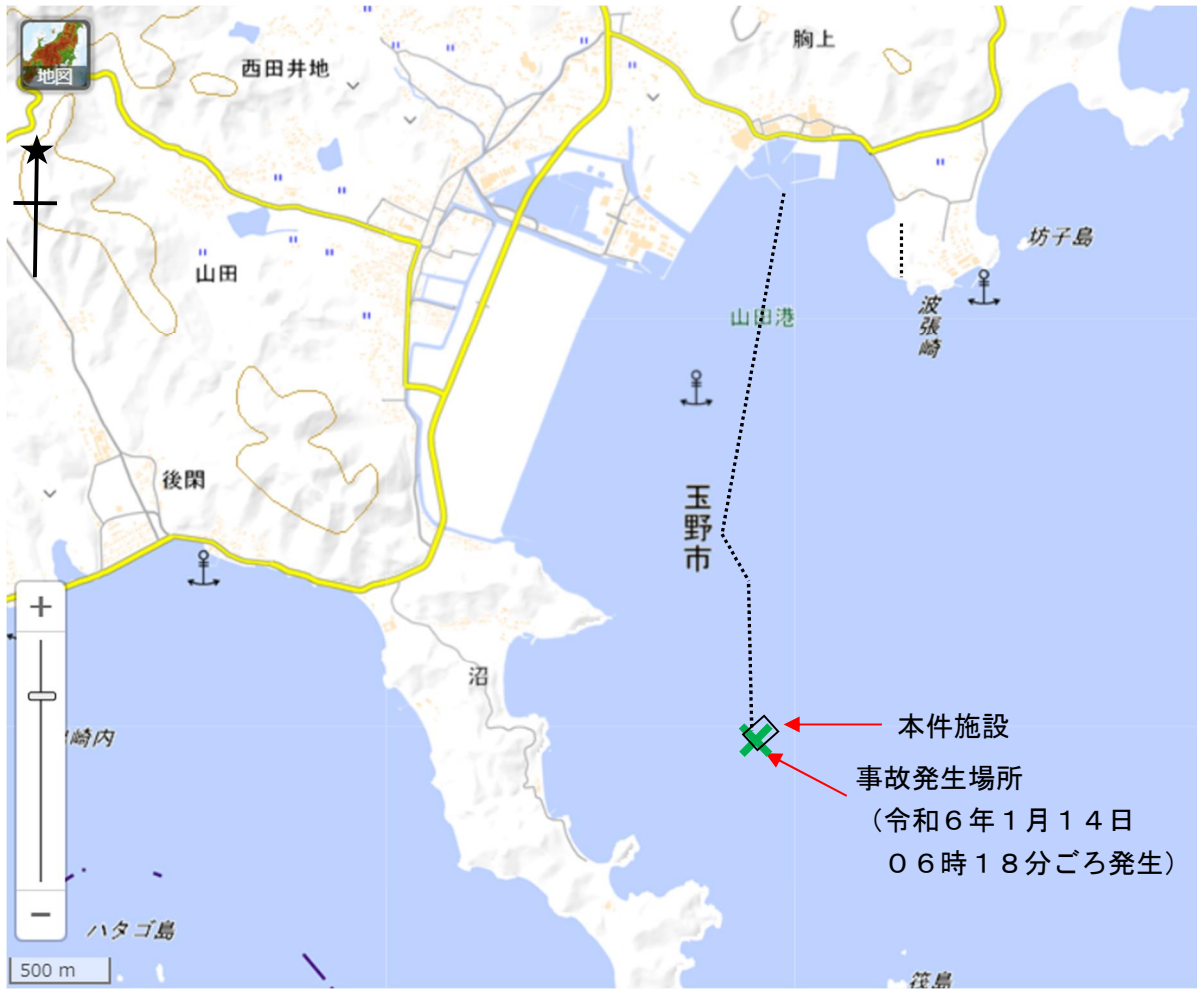 地図
西田井地
胸上
坊子島
山田
山田港
波張崎
後閑
玉野市
沼
本件施設
崎内
事故発生場所
（令和６年１月１４日
０６時１８分ごろ発生）
ハタゴ島
筏島
500 m